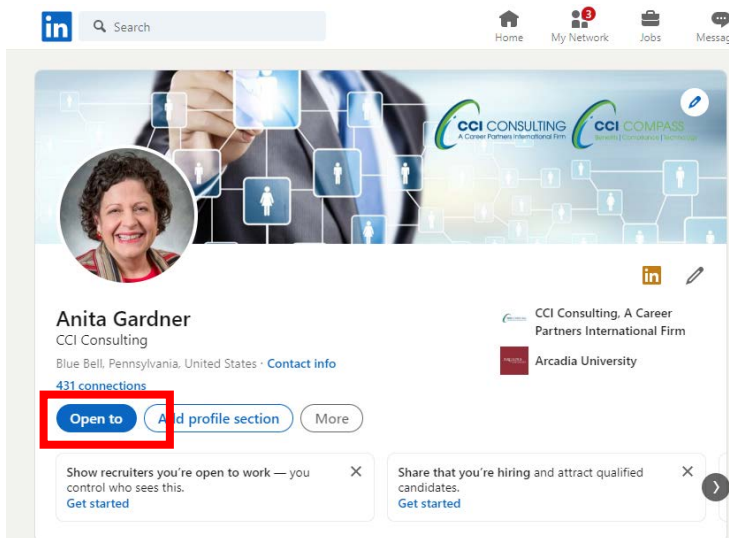 in Search
Home
My Network
3
Jobs
Messag
CCI CONSULTING
A Career Partners International Firm
CCI COMPASS
in
Anita Gardner
CCI Consulting
Blue Bell, Pennsylvania, United States · Contact info
431 connections
CCI Consulting, A Career
Partners International Firm
Arcadia University
Open to
Add profile section
More
Show recruiters you're open to work — you
control who sees this.
Get started
Share that you're hiring and attract qualified
candidates.
Get started